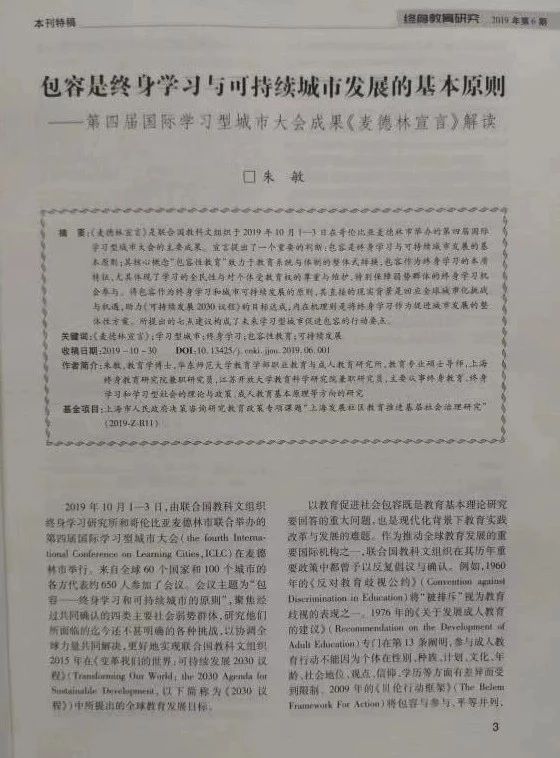 本刊特稿
终身教育研究 2019年第6期
包容是终身学习与可持续城市发展的基本原则
——第四届国际学习型城市大会成果《麦德林宣言》解读
□朱 敏
摘 要:《麦德林宣言》是联合国教科文组织于2019年10月1—3日在哥伦比亚麦德林市举办的第四届国际
学习型城市大会的主要成果。宣言提出了一个重要的判断:包容是终身学习与可持续城市发展的基
本原则;其核心概念"包容性教育"致力于教育系统与体制的整体式转换;包容作为终身学习的本质
特征,尤其体现了学习的全民性与对个体受教育权的尊重与维护,特别保障弱势群体的终身学习机
会参与。将包容作为终身学习和城市可持续发展的原则,其直接的现实背景是回应全球城市化挑战
与机遇,助力《可持续发展2030议程》的目标达成;内在机理则是将终身学习作为促进城市发展的整
体性方案。所提出的七点建议构成了未来学习型城市促进包容的行动要点。
关键词:《麦德林宣言》;学习型城市;终身学习;包容性教育;可持续发展
收稿日期:2019-10-30 DOI:10.13425/j.cnki.jjou.2019.06.001
作者简介:朱敏,教育学博士,华东师范大学教育学部职业教育与成人教育研究所,教育专业硕士导师,上海
终身教育研究院兼职研究员,江苏开放大学教育科学研究院兼职研究员,主要从事终身教育、终身
学习和学习型社会的理论与政策、成人教育基本原理等方向的研究
基金项目:上海市人民政府决策咨询研究教育政策专项课题"上海发展社区教育推进基层社会治理研究"
(2019-Z-R11)
2019年10月1—3日,由联合国教科文组织
终身学习研究所和哥伦比亚麦德林市联合举办的
第四届国际学习型城市大会(the fourth Interna-
tional Conference on Learning Cities,ICLC)在麦德
林市举行。来自全球60个国家和100个城市的
各方代表约650人参加了会议。会议主题为"包
容——终身学习和可持续城市的原则",聚焦经
过共同确认的四类主要社会弱势群体,研究他们
所面临的迄今还不甚明确的各种挑战,以协调全
球力量共同解决,更好地实现联合国教科文组织
2015年在《变革我们的世界:可持续发展2030议
程》(Transforming Our World: the 2030 Agenda for
Sustainable Development,以下简称为《2030议
程》)中所提出的全球教育发展目标。
以教育促进社会包容既是教育基本理论研究
要回答的重大问题,也是现代化背景下教育实践
改革与发展的难题。作为推动全球教育发展的重
要国际机构之一,联合国教科文组织在其历年重
要政策中都曾予以反复倡议与确认。例如,1960
年的《反对教育歧视公约》(Convention against
Discrimination in Education)将"被排斥"视为教育
歧视的表现之一。1976年的《关于发展成人教育
的建议》(Recommendation on the Development of
Adult Education)专门在第13条阐明,参与成人教
育行动不能因为个体在性别、种族、计划、文化、年
龄、社会地位、观点、信仰、学历等方面有差异而受
到限制。2009年的《贝伦行动框架》(The Belem
Framework For Action)将包容与参与、平等并列,
3